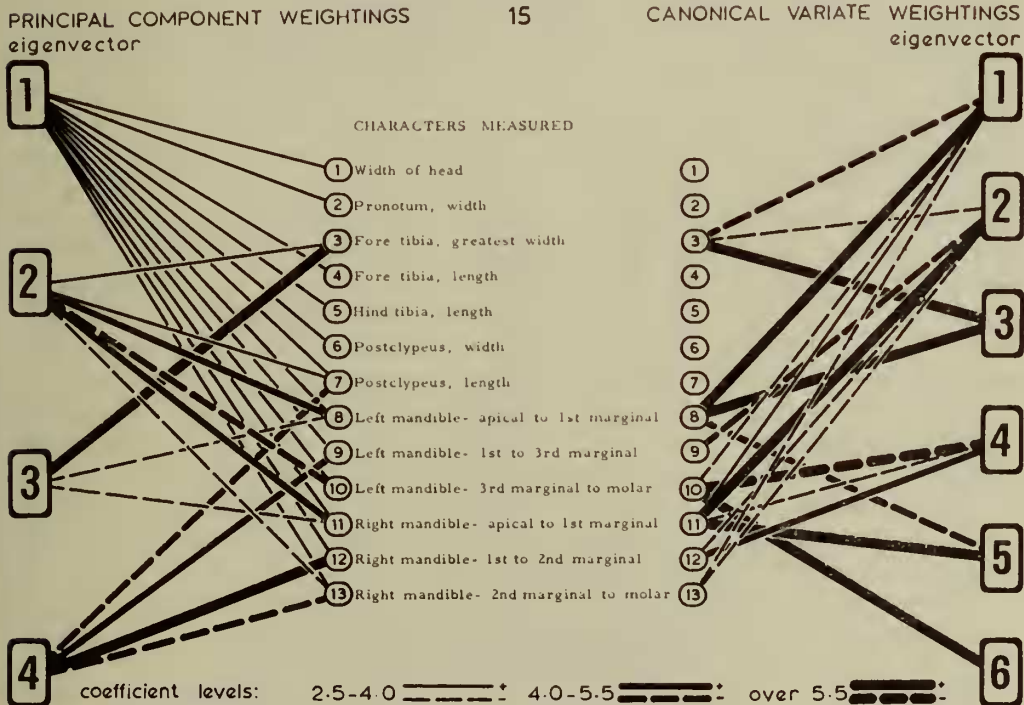 PRINCIPAL COMPONENT WEIGHTINGS 15 CANONICAL VARIATE WEIGHTINGS
eigenvector eigenvector
1 1
CHARACTERS MEASURED
1 Width of head 1
2 Pronotum, width 2
2
3 Fore tibia, greatest width 3
2
4 Fore tibia, length 4
5 Hind tibia, length 5
3
6 Postclypeus, width 6
7 Postclypeus, length 7
8 Left mandible- apical to 1st marginal 8
4
9 Left mandible- 1st to 3rd marginal 9
3
10 Left mandible- 3rd marginal to molar 10
11 Right mandible- apical to 1st marginal 11
12 Right mandible- 1st to 2nd marginal 12
5
13 Right mandible- 2nd marginal to molar 13
4 6
coefficient levels: 2·5-4·0 + - 4·0-5·5 + - over 5·5 + -